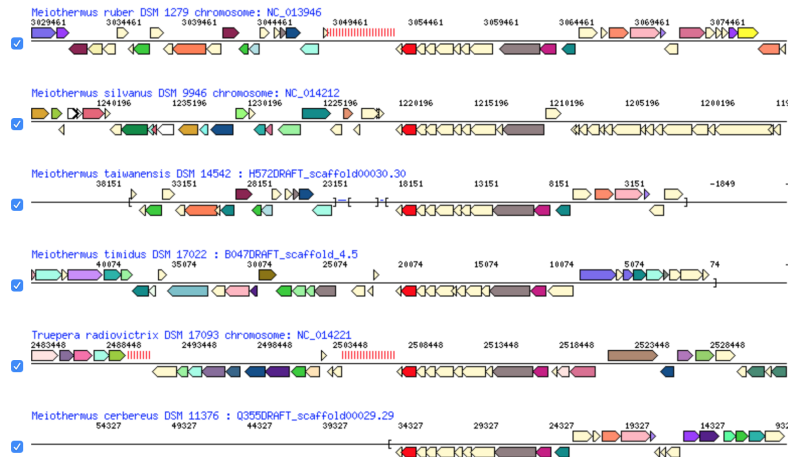 Meiothermus ruber DSM 1279 chromosome: NC_013946
3029461 3034461 3039461 3044461 3049461 3054461 3059461 3064461 3069461 3074461
Meiothermus silvanus DSM 9946 chromosome: NC_014212
1240196 1235196 1230196 1225196 1220196 1215196 1210196 1205196 1200196 119
Meiothermus taiwanensis DSM 14542 : H572DRAFT_scaffold00030.30
38151 33151 28151 23151 18151 13151 8151 3151 -1849
Meiothermus timidus DSM 17022 : B047DRAFT_scaffold_4.5
40074 35074 30074 25074 20074 15074 10074 5074 74 -
Truepera radiovictrix DSM 17093 chromosome: NC_014221
2483448 2488448 2493448 2498448 2503448 2508448 2513448 2518448 2523448 2528448
Meiothermus cerbereus DSM 11376 : Q355DRAFT_scaffold00029.29
54327 49327 44327 39327 34327 29327 24327 19327 14327 932